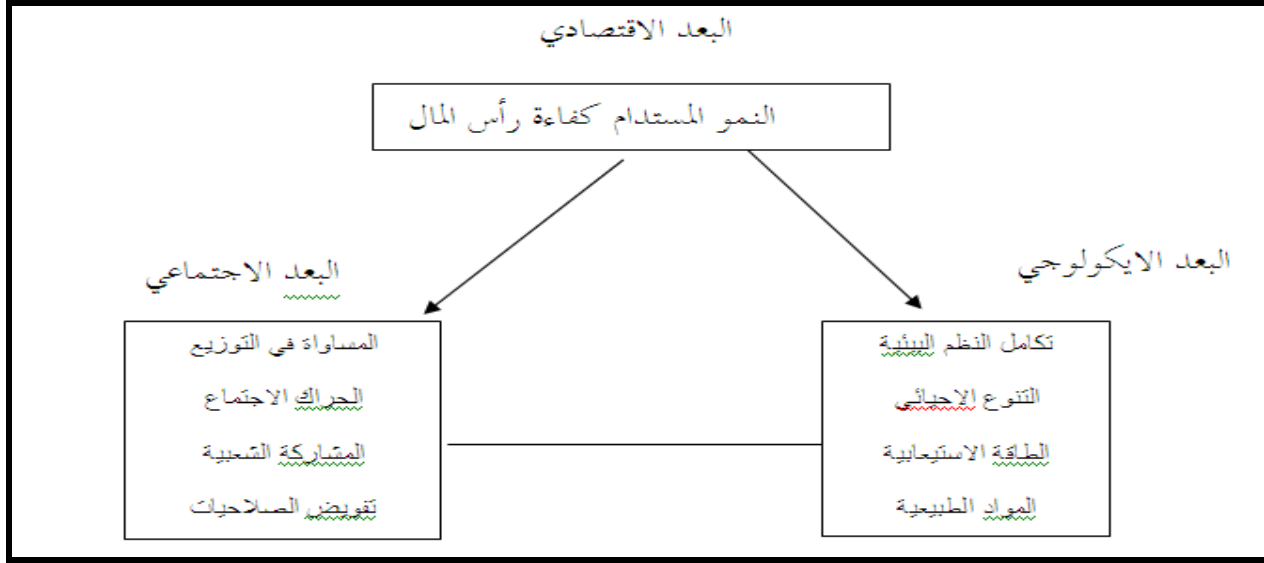 البعد الاقتصادي
النمو المستدام كفاءة رأس المال
البعد الايكولوجي
تكامل النظم البيئية
التنوع الاحيائي
الطاقة الاستيعابية
المواد الطبيعية
البعد الاجتماعي
المساواة في التوزيع
الحراك الاجتماع
المشاركة الشعبية
تفويض الصلاحيات